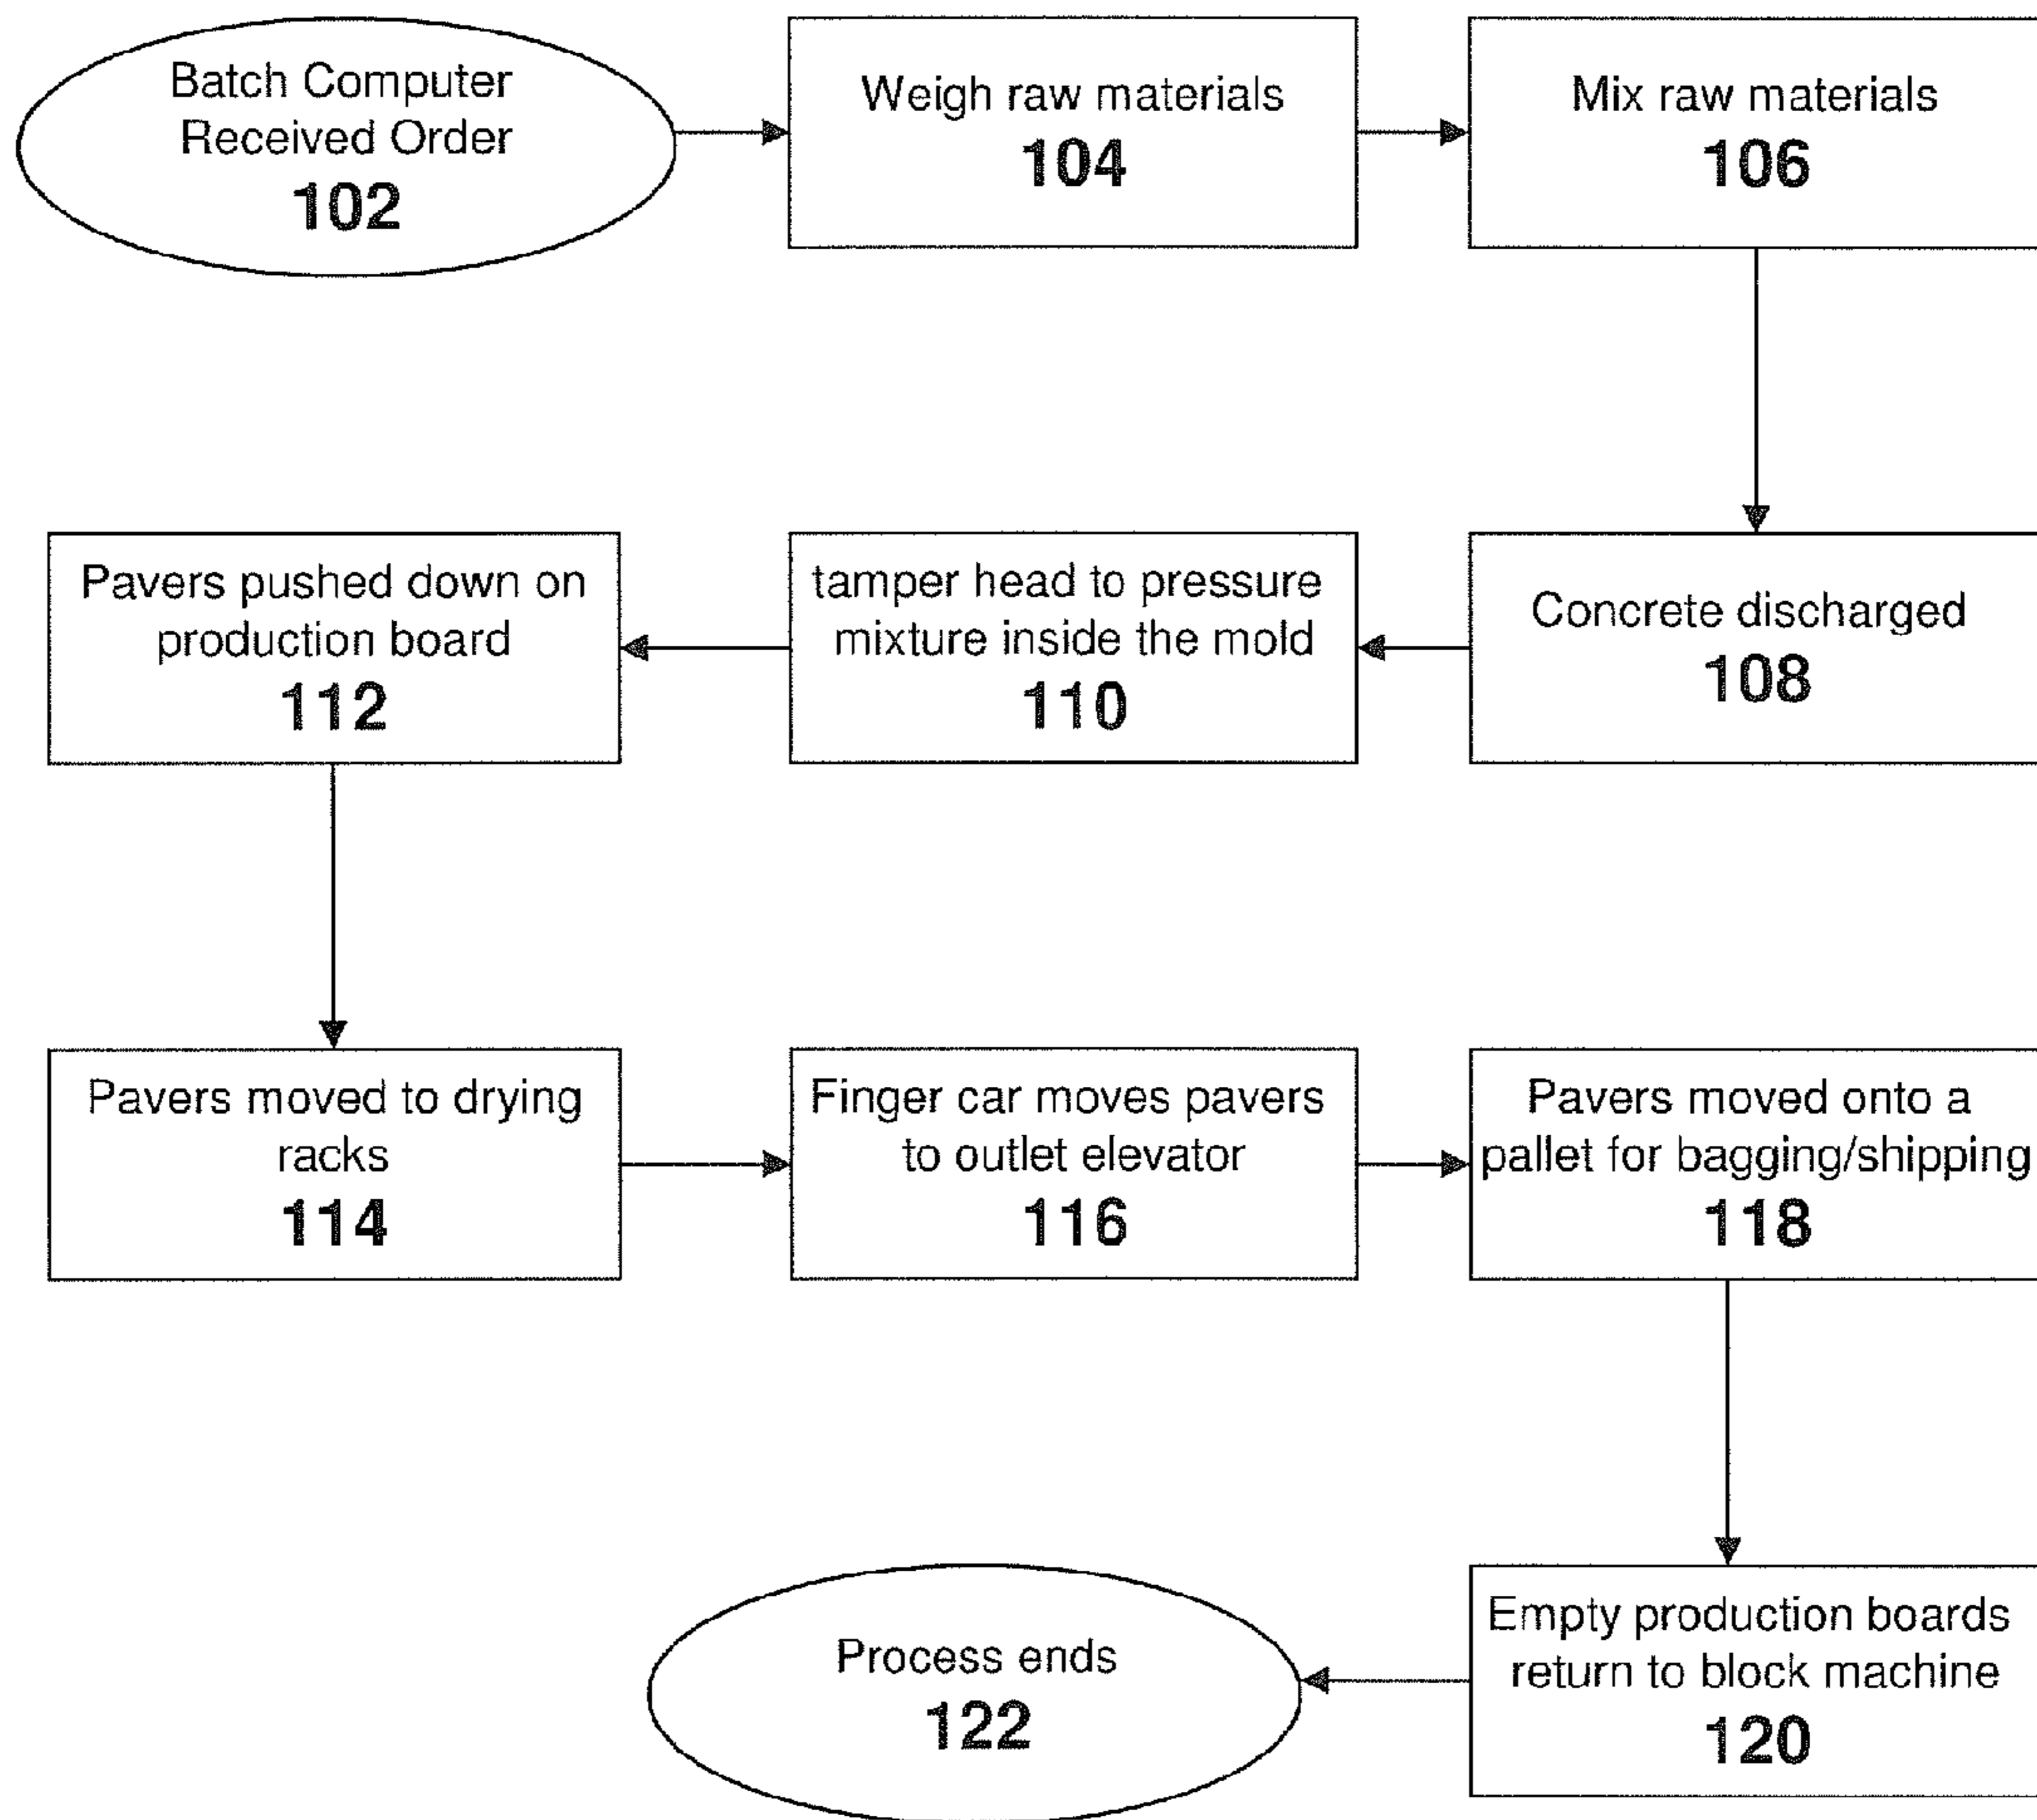 Batch Computer
Received Order
102
Weigh raw materials
104
Mix raw materials
106
Concrete discharged
108
tamper head to pressure
mixture inside the mold
110
Pavers pushed down on
production board
112
Pavers moved to drying
racks
114
Finger car moves pavers
to outlet elevator
116
Pavers moved onto a
pallet for bagging/shipping
118
Empty production boards
return to block machine
120
Process ends
122